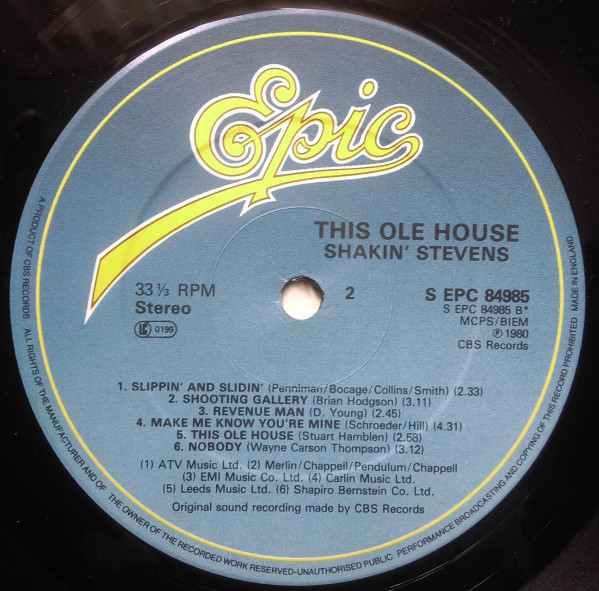 Epic
THIS OLE HOUSE
SHAKIN' STEVENS
33 ⅓ RPM
Stereo
LC 0199
2
S EPC 84985
S EPC 84985 B*
MCPS/BIEM
℗ 1980
CBS Records
1. SLIPPIN' AND SLIDIN' (Penniman/Bocage/Collins/Smith) (2.33)
2. SHOOTING GALLERY (Brian Hodgson) (3.11)
3. REVENUE MAN (D. Young) (2.45)
4. MAKE ME KNOW YOU'RE MINE (Schroeder/Hill) (4.31)
5. THIS OLE HOUSE (Stuart Hamblen) (2.58)
6. NOBODY (Wayne Carson Thompson) (3.12)
(1) ATV Music Ltd. (2) Merlin/Chappell/Pendulum/Chappell
(3) EMI Music Co. Ltd. (4) Carlin Music Ltd.
(5) Leeds Music Ltd. (6) Shapiro Bernstein Co. Ltd.
Original sound recording made by CBS Records
A PRODUCT OF CBS RECORDS ALL RIGHTS OF THE MANUFACTURER AND OF THE OWNER OF THE RECORDED WORK RESERVED-UNAUTHORISED PUBLIC PERFORMANCE BROADCASTING AND COPYING OF THIS RECORD PROHIBITED MADE IN ENGLAND.